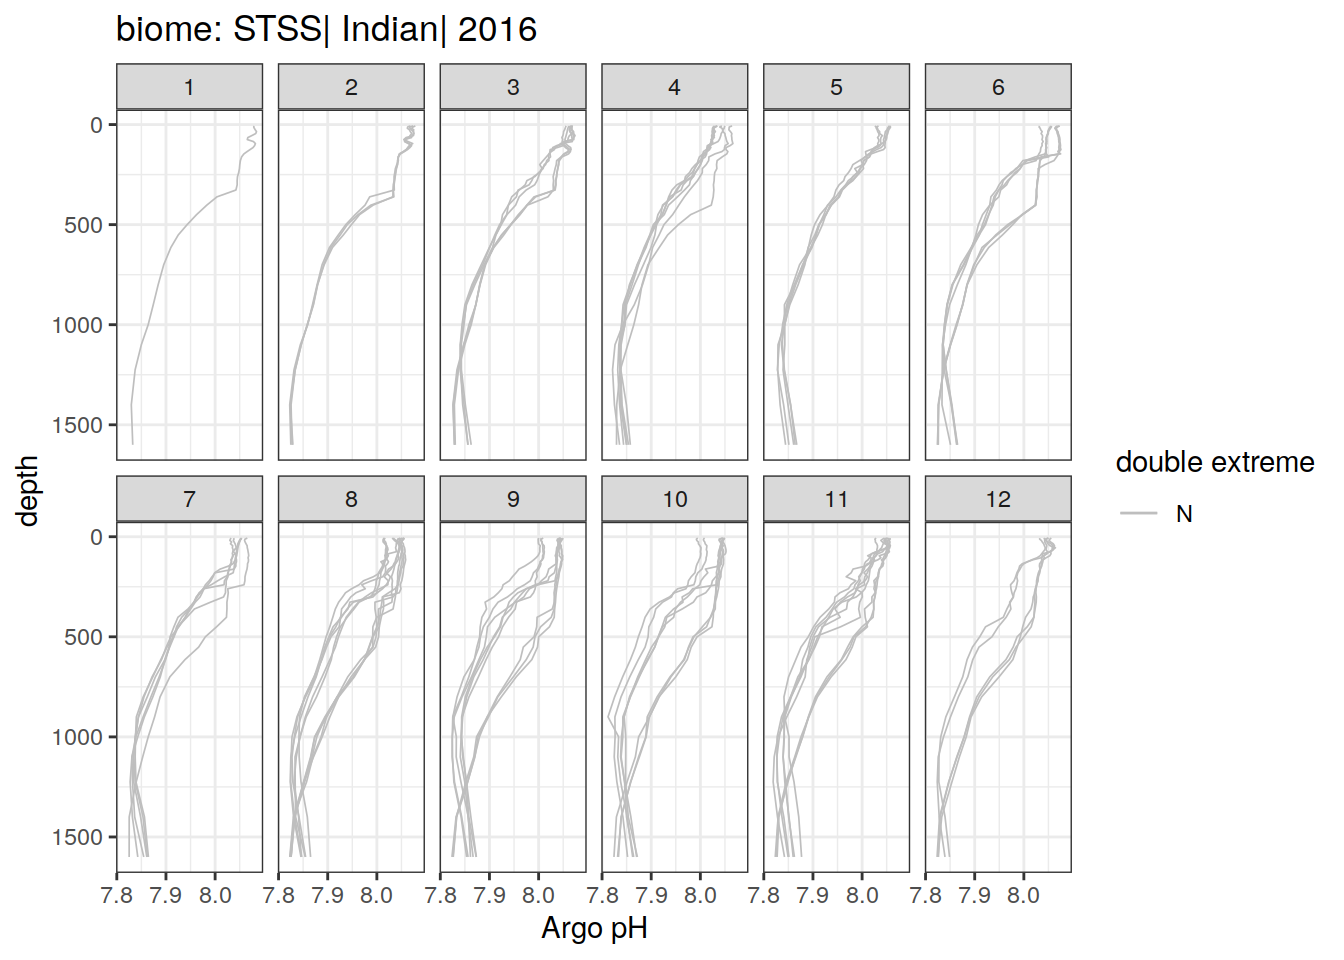 biome: STSS| Indian| 2016
1 2 3 4 5 6
0
500
1000
1500
depth
7 8 9 10 11 12
0
500
1000
1500
7.8 7.9 8.0 7.8 7.9 8.0 7.8 7.9 8.0 7.8 7.9 8.0 7.8 7.9 8.0 7.8 7.9 8.0
Argo pH
double extreme
N